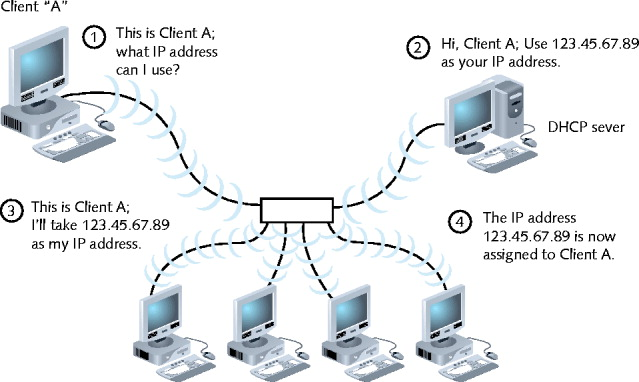 Client “A”
1
This is Client A;
what IP address
can I use?
2
Hi, Client A; Use 123.45.67.89
as your IP address.
DHCP sever
3
This is Client A;
I’ll take 123.45.67.89
as my IP address.
4
The IP address
123.45.67.89 is now
assigned to Client A.